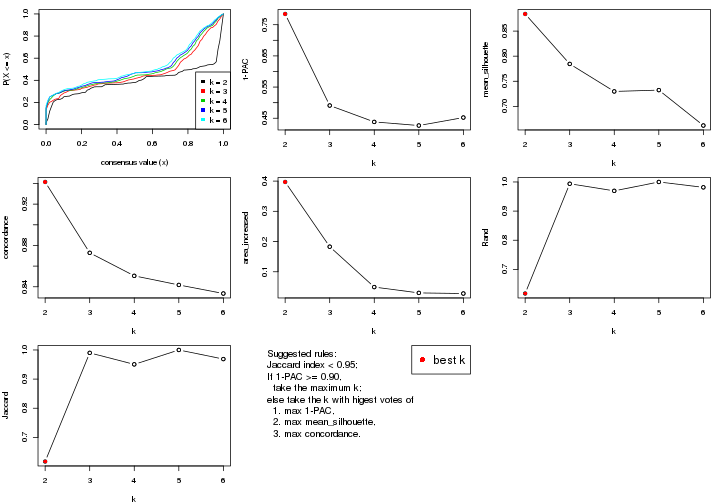 P(X <= x)
0.0 0.2 0.4 0.6 0.8 1.0
k = 2
k = 3
k = 4
k = 5
k = 6
0.0 0.2 0.4 0.6 0.8 1.0
consensus value (x)
1-PAC
0.45 0.55 0.65 0.75
2 3 4 5 6
k
mean_silhouette
0.70 0.75 0.80 0.85
2 3 4 5 6
k
concordance
0.84 0.88 0.92
2 3 4 5 6
k
area_increased
0.1 0.2 0.3 0.4
2 3 4 5 6
k
Rand
0.7 0.8 0.9 1.0
2 3 4 5 6
k
Jaccard
0.7 0.8 0.9 1.0
2 3 4 5 6
k
Suggested rules:
Jaccard index < 0.95;
If 1-PAC >= 0.90,
take the maximum k;
else take the k with higest votes of
1. max 1-PAC,
2. max mean_silhouette,
3. max concordance.
best k